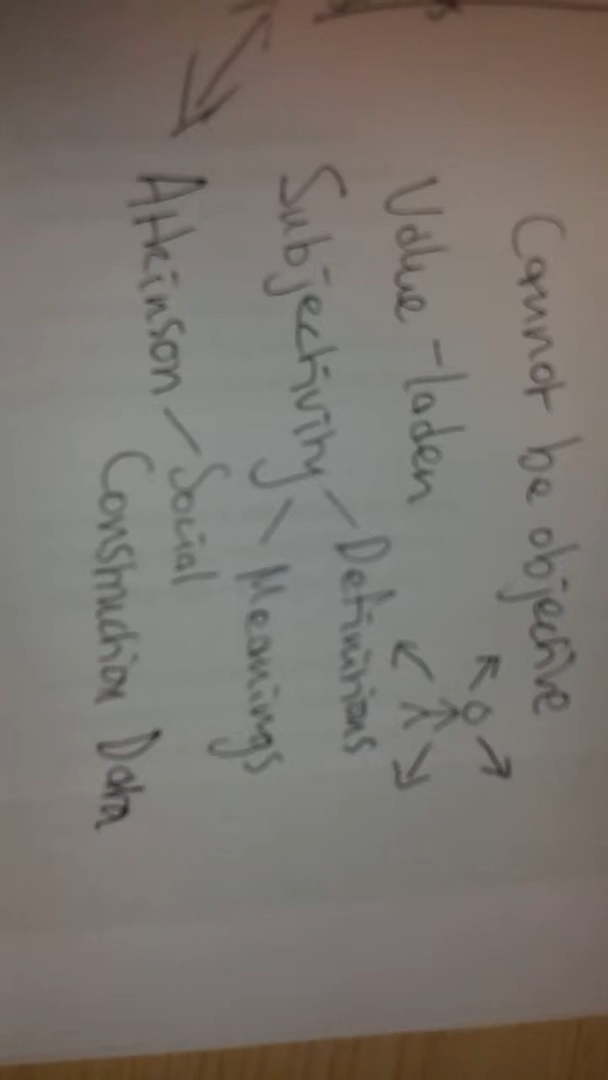 Cannot be objective
Value-laden
Subjectivity - Definitions
- Meanings
Atkinson - Social
Construction Data